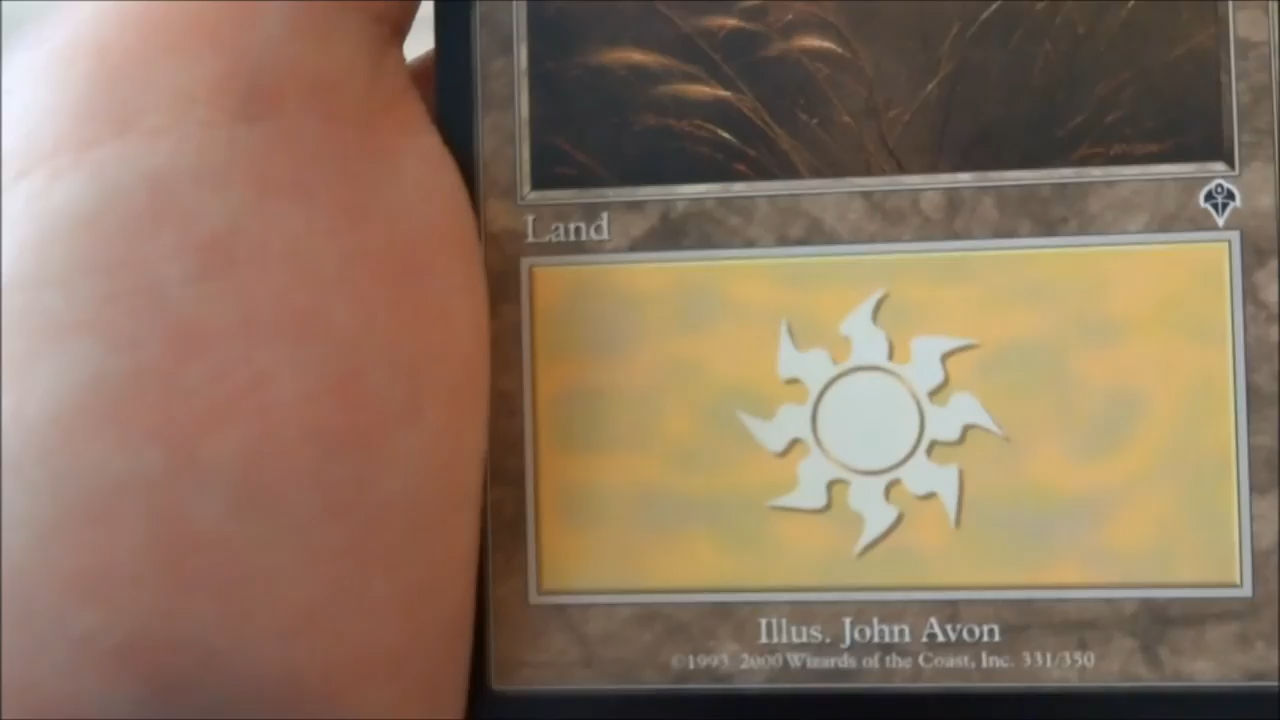 Land
Illus. John Avon
©1993 2000 Wizards of the Coast, Inc. 331/350